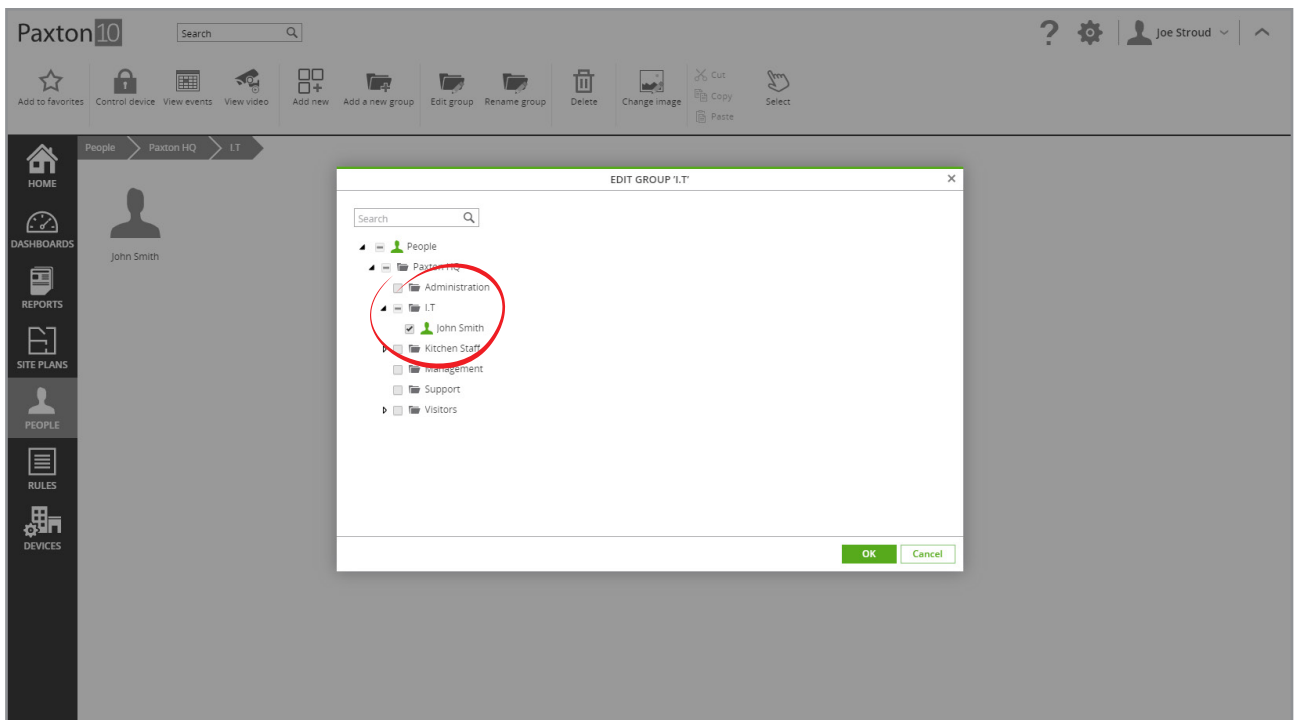 Paxton10
Search
Joe Stroud
Add to favorites
Control device
View events
View video
Add new
Add a new group
Edit group
Rename group
Delete
Change image
Cut
Copy
Paste
Select
HOME
DASHBOARDS
REPORTS
SITE PLANS
PEOPLE
RULES
DEVICES
People Paxton HQ I.T
John Smith
EDIT GROUP 'I.T'
Search
People
Paxton HQ
Administration
I.T
John Smith
Kitchen Staff
Management
Support
Visitors
OK Cancel